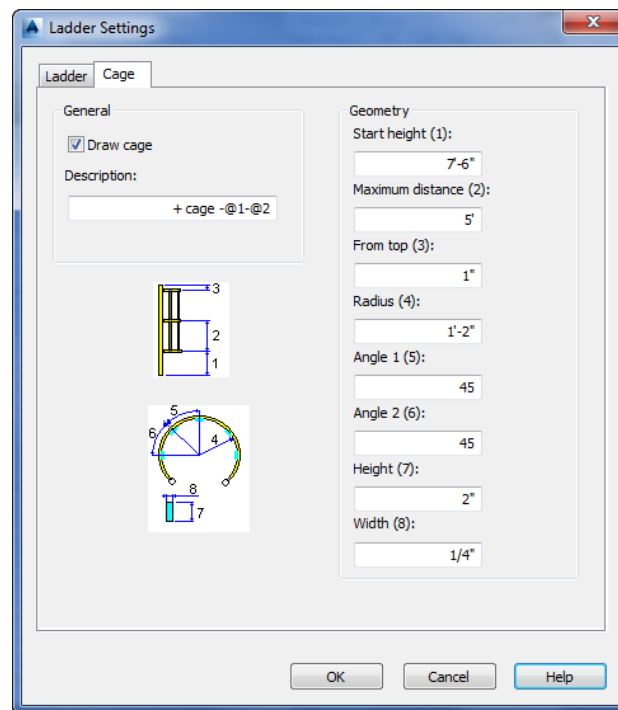 Ladder Settings
Ladder
Cage
General
Draw cage
Description:
+ cage -@1-@2
3
2
1
5
6
4
8
7
Geometry
Start height (1):
7'-6"
Maximum distance (2):
5'
From top (3):
1"
Radius (4):
1'-2"
Angle 1 (5):
45
Angle 2 (6):
45
Height (7):
2"
Width (8):
1/4"
OK
Cancel
Help